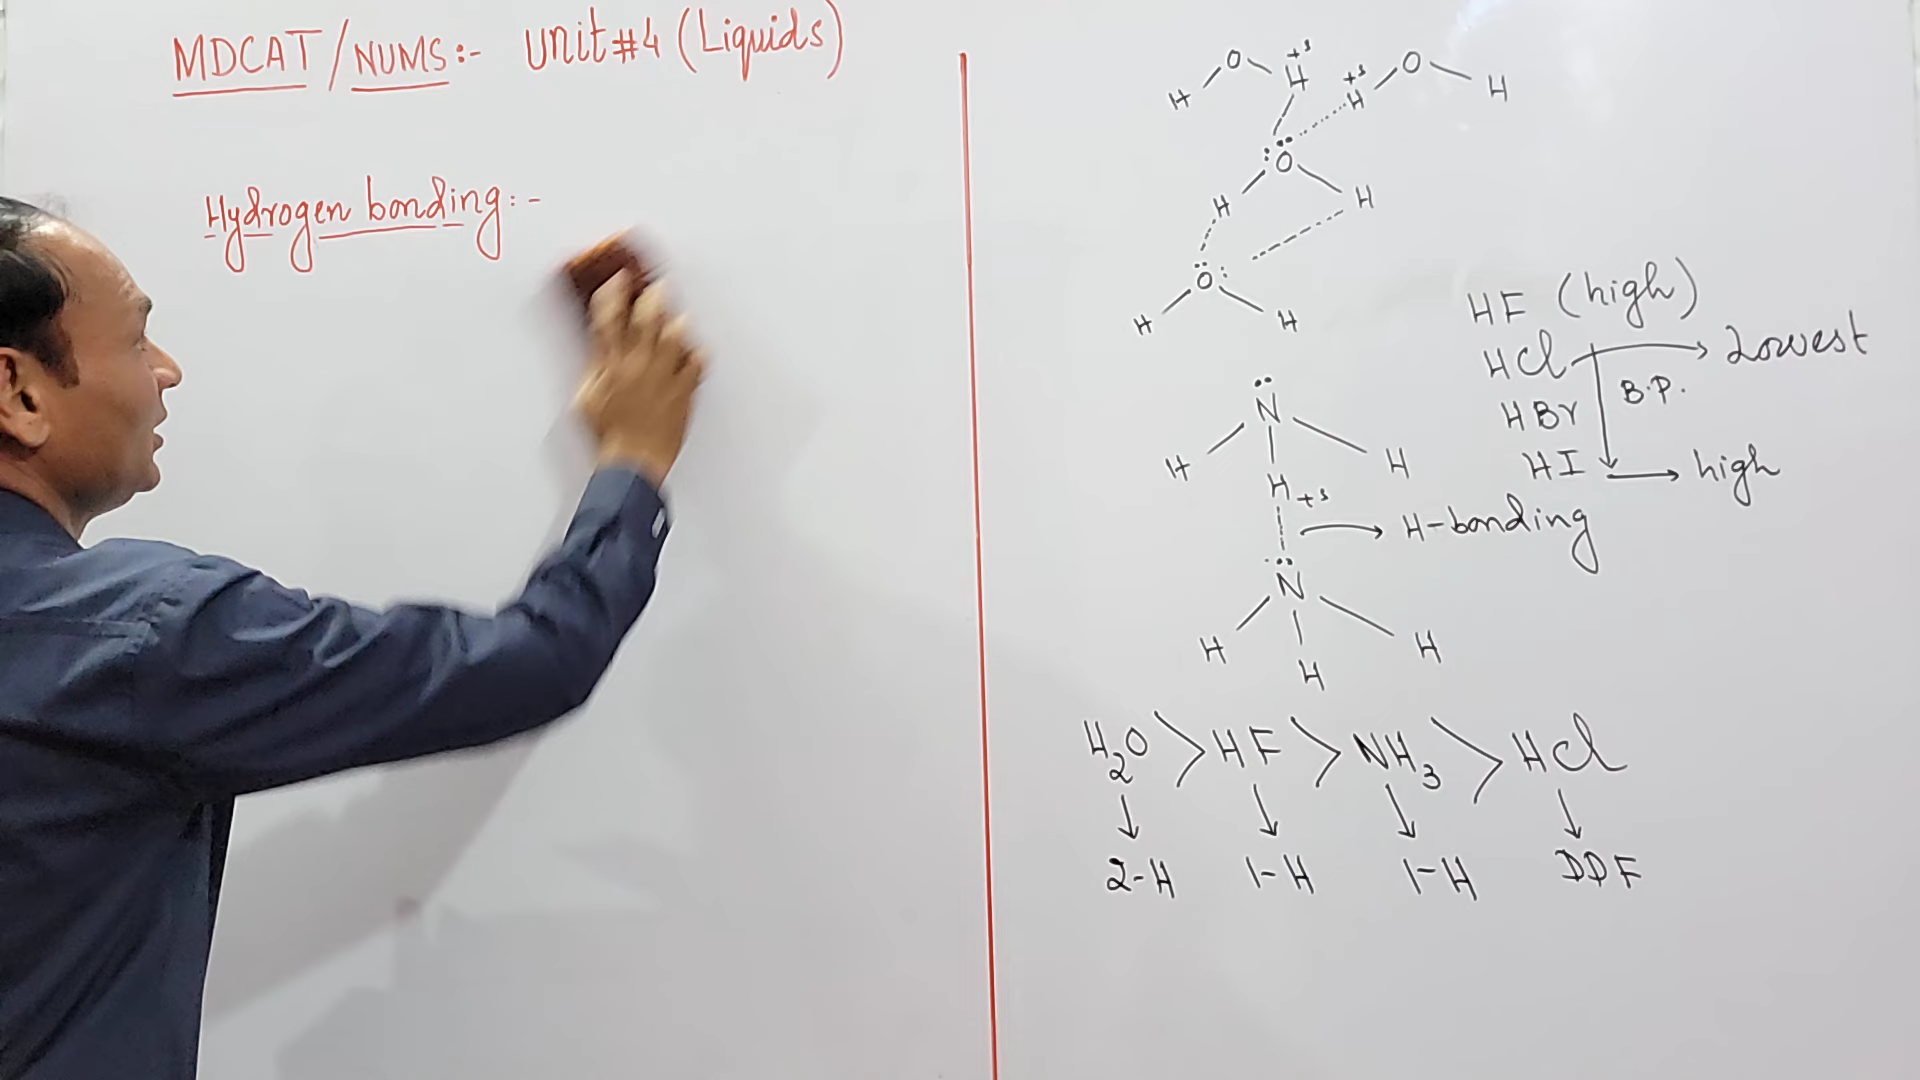 MDCAT/NUMS:- Unit #4 (Liquids)
Hydrogen bonding:-
H O H +δ +δ H O H
:Ö
H H
Ö:
H H
HF (high)
HCl → Lowest
B.P.
HBr
HI → high
N̈
H H
H +δ
→ H-bonding
N̈
H H H
H₂O > HF > NH₃ > HCl
↓ ↓ ↓ ↓
2-H 1-H 1-H DDF